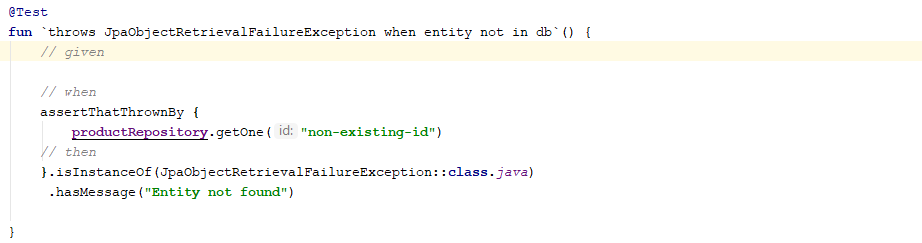 @Test
fun `throws JpaObjectRetrievalFailureException when entity not in db`() {
// given
// when
assertThatThrownBy {
productRepository.getOne( id: "non-existing-id")
// then
}.isInstanceOf(JpaObjectRetrievalFailureException::class.java)
.hasMessage("Entity not found")
}